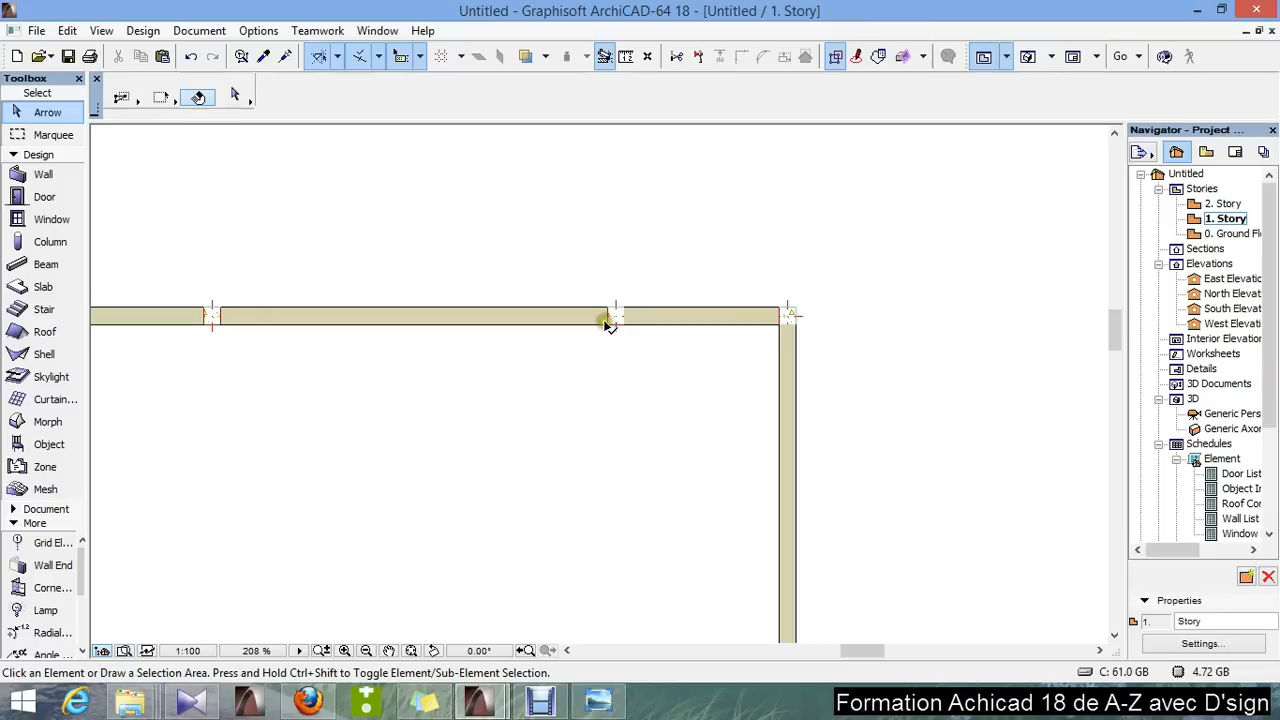 Untitled - Graphisoft ArchiCAD-64 18 - [Untitled / 1. Story]
File Edit View Design Document Options Teamwork Window Help
Go
Toolbox
Select
Arrow
Marquee
Design
Wall
Door
Window
Column
Beam
Slab
Stair
Roof
Shell
Skylight
Curtain...
Morph
Object
Zone
Mesh
Document
More
Grid El...
Wall End
Corne...
Lamp
Radial...
Angle
Navigator - Project ...
Untitled
Stories
2. Story
1. Story
0. Ground Fl
Sections
Elevations
East Elevatio
North Elevat
South Elevat
West Elevati
Interior Elevation
Worksheets
Details
3D Documents
3D
Generic Pers
Generic Axon
Schedules
Element
Door List
Object In
Roof Cor
Wall List
Window
Properties
1. Story
Settings...
1:100 208 % 0.00°
Click an Element or Draw a Selection Area. Press and Hold Ctrl+Shift to Toggle Element/Sub-Element Selection.
C: 61.0 GB 4.72 GB
Formation Achicad 18 de A-Z avec D'sign